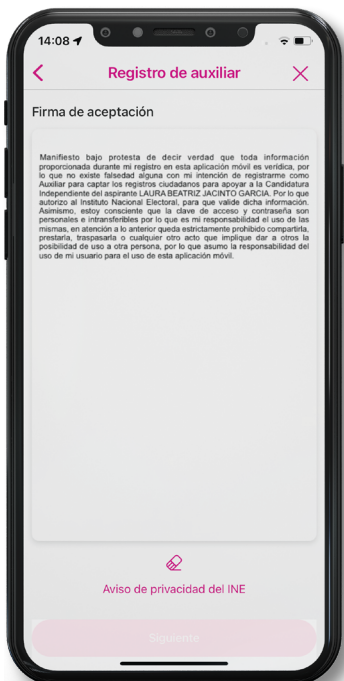 14:08
Registro de auxiliar
Firma de aceptación
Manifiesto bajo protesta de decir verdad que toda información
proporcionada durante mi registro en esta aplicación móvil es verídica, por
lo que no existe falsedad alguna con mi intención de registrarme como
Auxiliar para captar los registros ciudadanos para apoyar a la Candidatura
Independiente del aspirante LAURA BEATRIZ JACINTO GARCIA. Por lo que
autorizo al Instituto Nacional Electoral, para que valide dicha información.
Asimismo, estoy consciente que la clave de acceso y contraseña son
personales e intransferibles por lo que es mi responsabilidad el uso de las
mismas, en atención a lo anterior queda estrictamente prohibido compartirla,
prestarla, traspasarla o cualquier otro acto que implique dar a otros la
posibilidad de uso a otra persona, por lo que asumo la responsabilidad del
uso de mi usuario para el uso de esta aplicación móvil.
Aviso de privacidad del INE
Siguiente